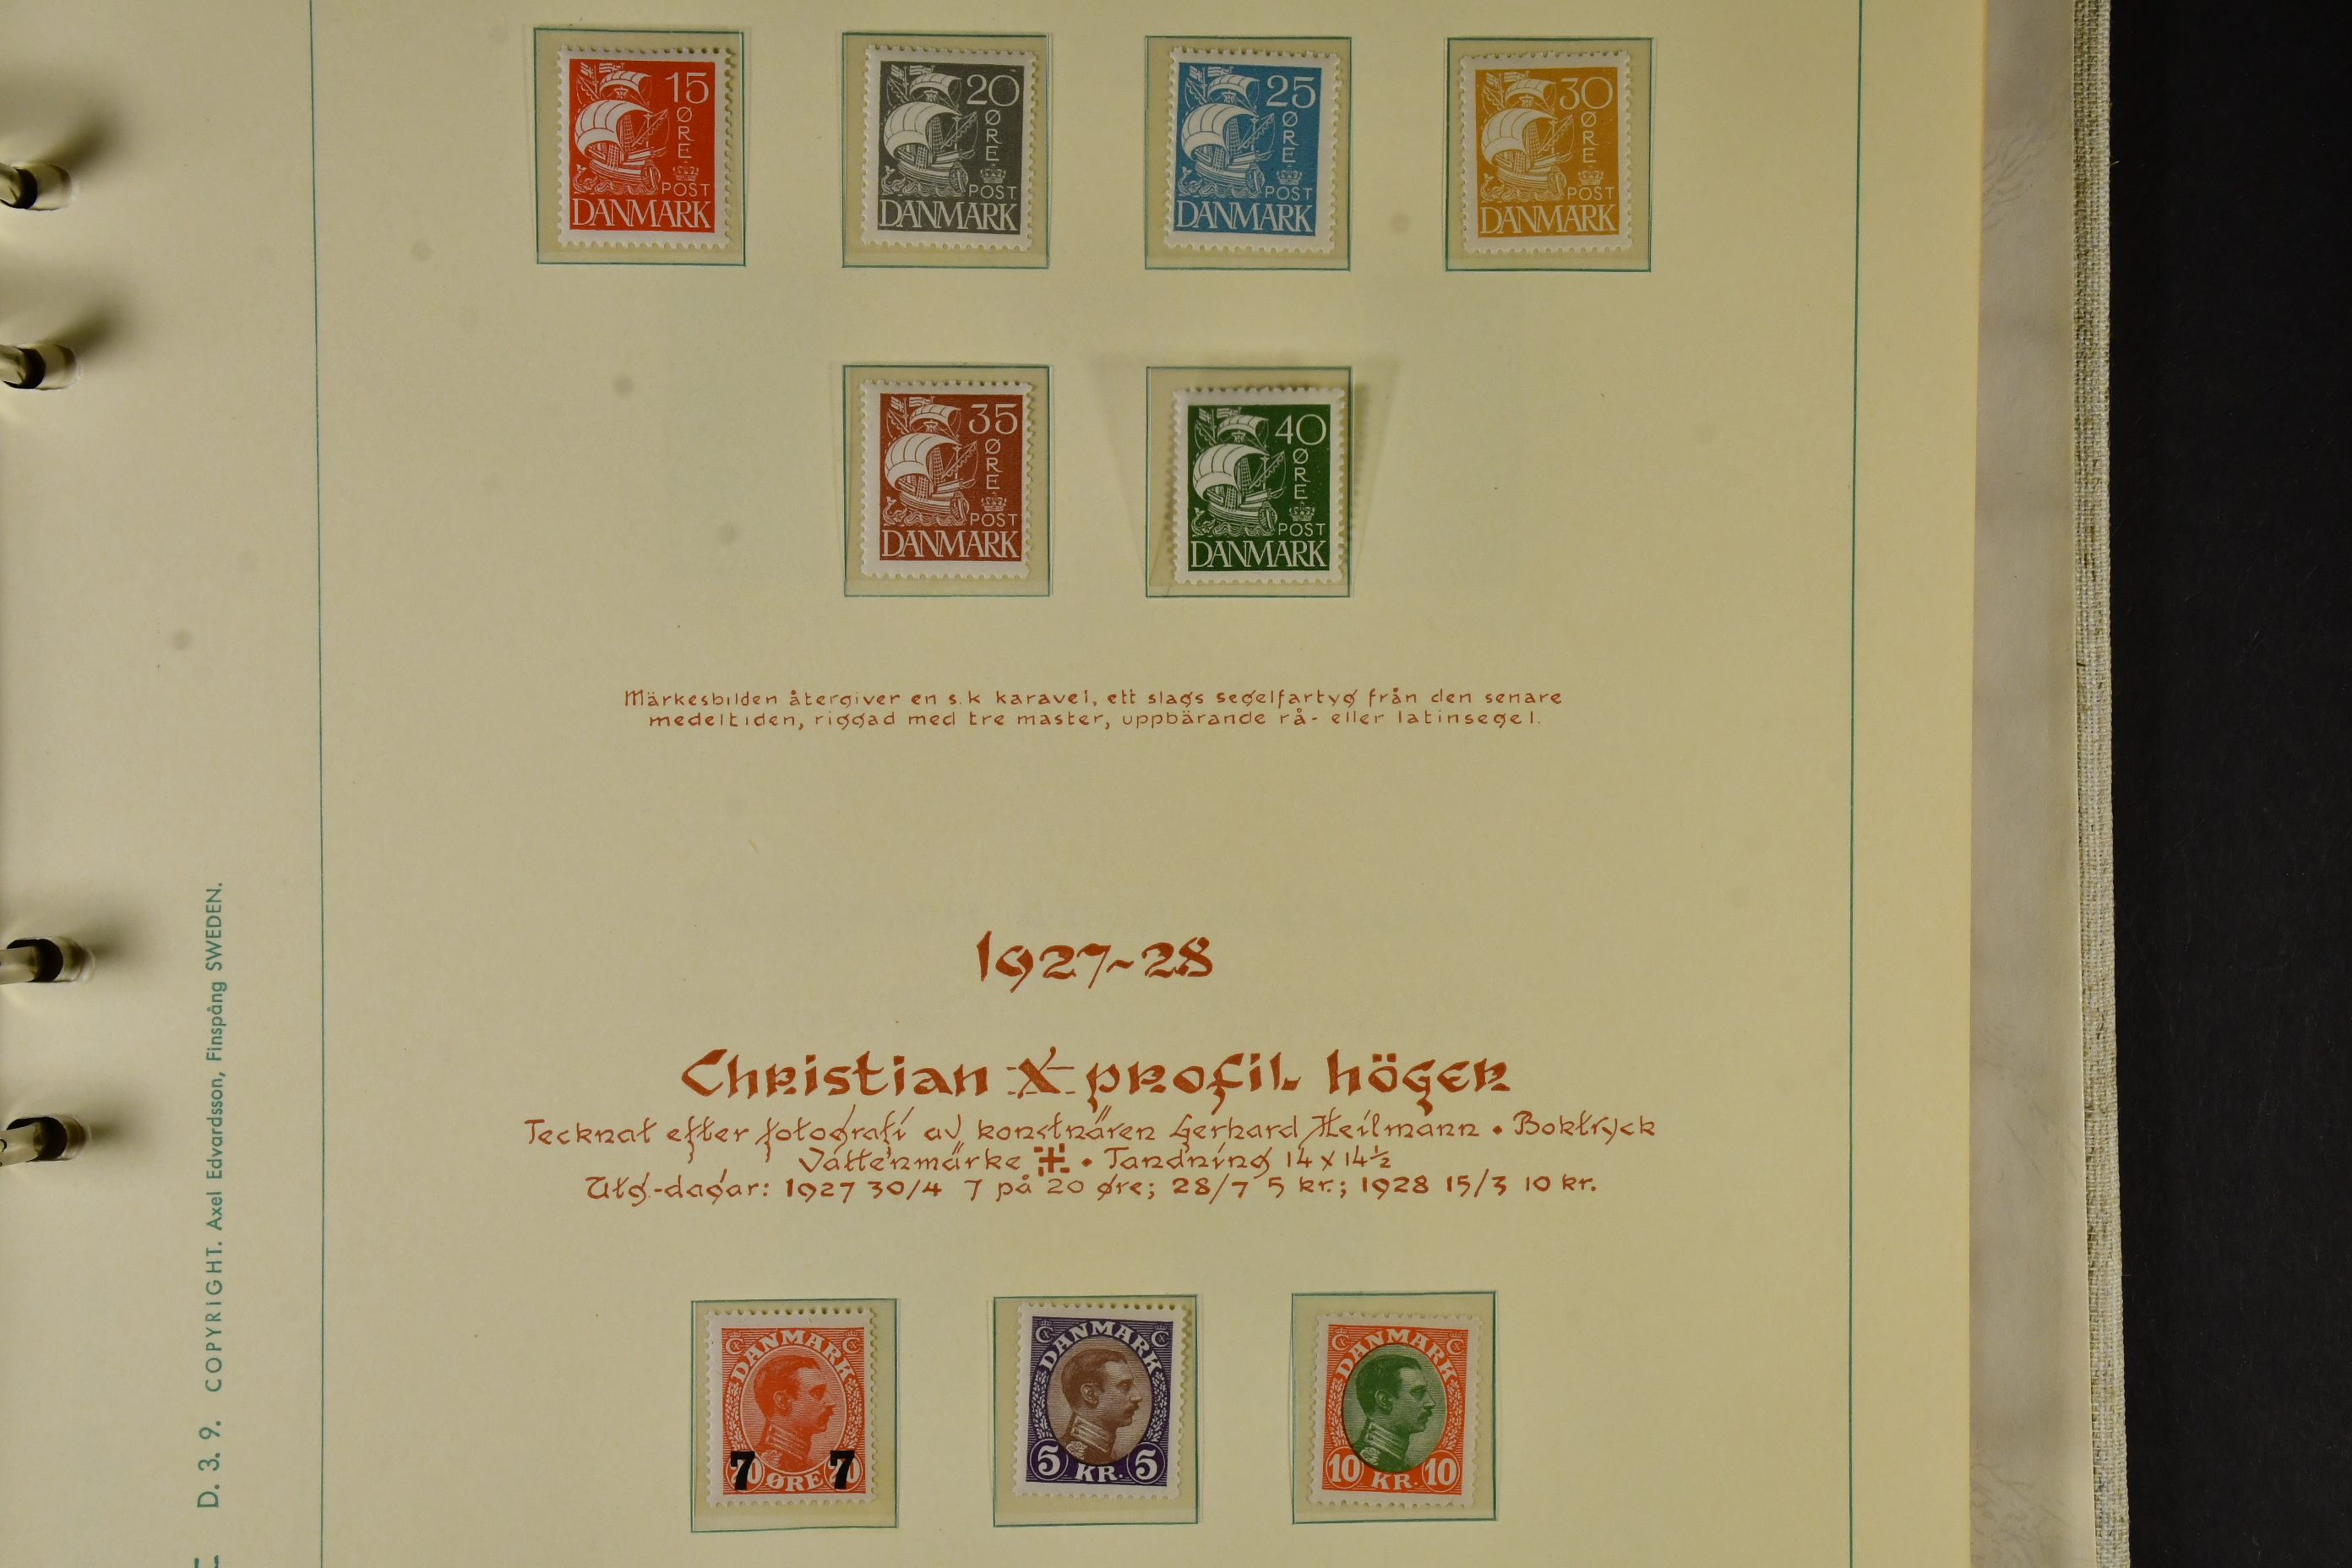 15 ØRE POST DANMARK
20 ØRE POST DANMARK
25 ØRE POST DANMARK
30 ØRE POST DANMARK
35 ØRE POST DANMARK
40 ØRE POST DANMARK
Märkesbilden återgiver en s.k karavel, ett slags segelfartyg från den senare
medeltiden, riggad med tre master, uppbärande rå- eller latinsegel.
1927-28
Christian X profil höger
Tecknat efter fotografi av konstnären Gerhard Heilmann • Boktryck
Vattenmärke • Tandning 14 x 14½
Utg.-dagar: 1927 30/4 7 på 20 øre; 28/7 5 kr.; 1928 15/3 10 kr.
DANMARK 7 ØRE 7
DANMARK 5 KR. 5
DANMARK 10 KR. 10
D. 3. 9. COPYRIGHT. Axel Edvardsson, Finspång SWEDEN.